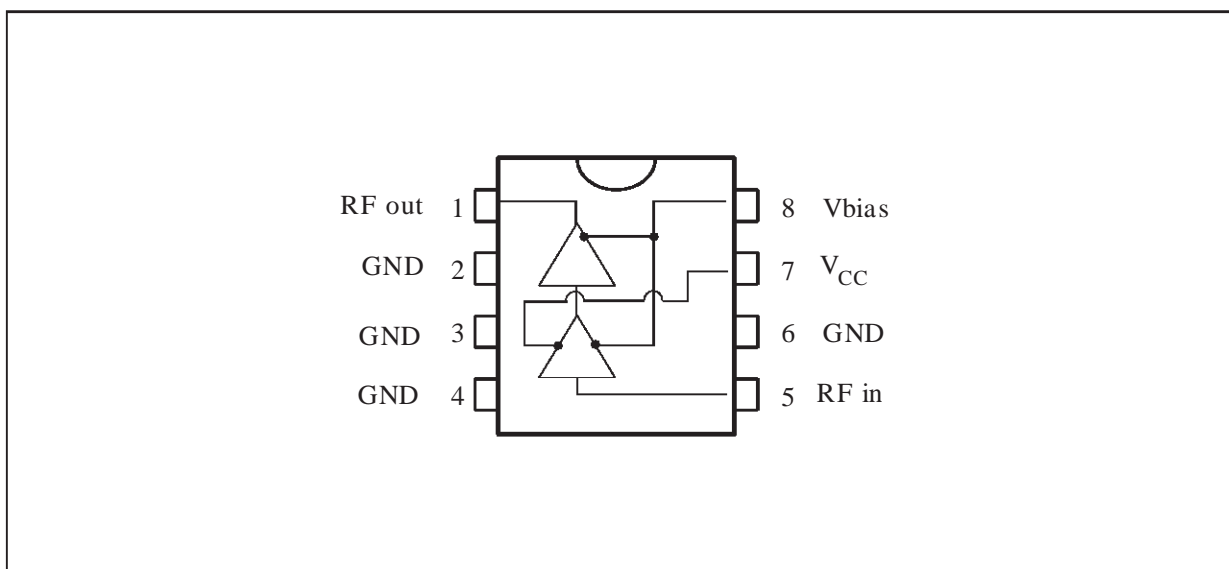 RF out 1
8 Vbias
GND 2
7 VCC
GND 3
6 GND
GND 4
5 RF in